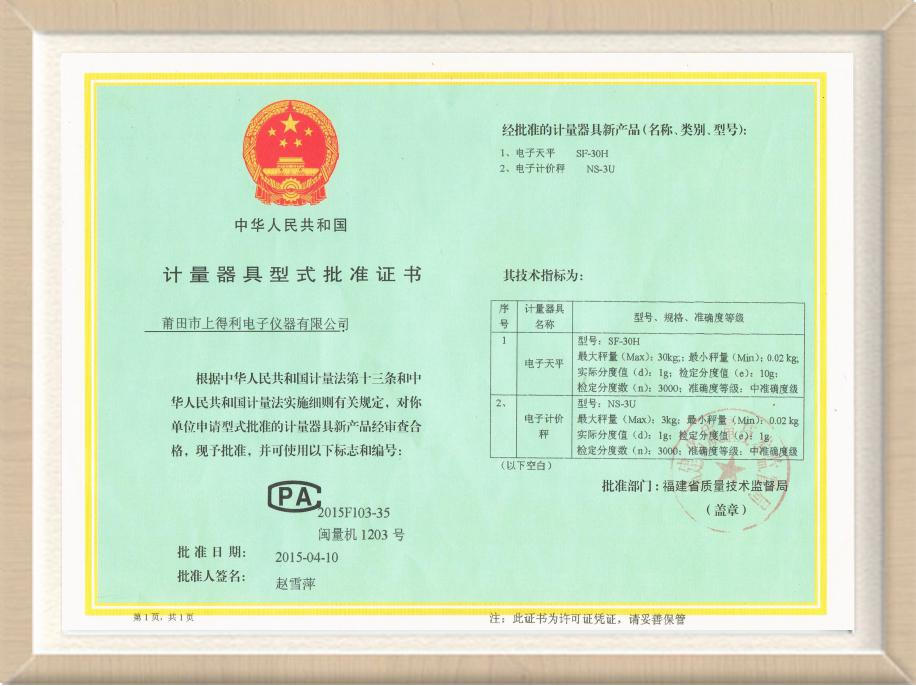 中华人民共和国
计量器具型式批准证书
莆田市上得利电子仪器有限公司
根据中华人民共和国计量法第十三条和中
华人民共和国计量法实施细则有关规定，对你
单位申请型式批准的计量器具新产品经审查合
格，现予批准，并可使用以下标志和编号：
PA
2015F103-35
闽量机 1203 号
批准日期：
2015-04-10
批准人签名：
赵雪萍
第1页，共1页
经批准的计量器具新产品（名称、类别、型号）：
1、电子天平 SF-30H
2、电子计价秤 NS-3U
其技术指标为：
序号 计量器具名称 型号、规格、准确度等级
1 电子天平
型号：SF-30H
最大秤量（Max）：30kg,；最小秤量（Min）：0.02 kg,
实际分度值（d）：1g；检定分度值（e）：10g；
检定分度数（n）：3000；准确度等级：中准确度级
2、 电子计价秤
型号：NS-3U
最大秤量（Max）：3kg；最小秤量（Min）：0.02 kg
实际分度值（d）：1g；检定分度值（e）：1g；
检定分度数（n）：3000；准确度等级：中准确度级
（以下空白）
批准部门：福建省质量技术监督局
（盖章）
注：此证书为许可证凭证，请妥善保管